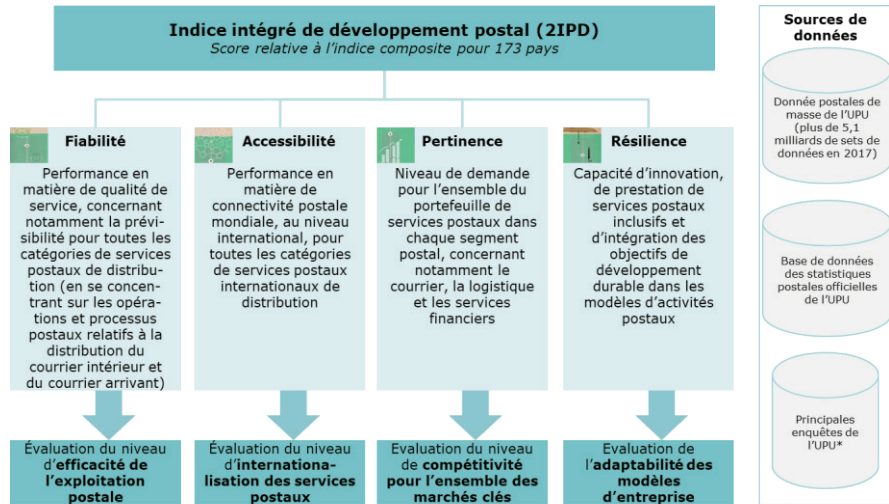 Indice intégré de développement postal (2IPD)
Score relative à l'indice composite pour 173 pays
Fiabilité
Performance en
matière de qualité de
service, concernant
notamment la prévi-
sibilité pour toutes les
catégories de services
postaux de distribu-
tion (en se concen-
trant sur les opéra-
tions et processus
postaux relatifs à la
distribution du
courrier intérieur et
du courrier arrivant)
Évaluation du niveau
d'efficacité de
l'exploitation
postale
Accessibilité
Performance en
matière de
connectivité postale
mondiale, au niveau
international, pour
toutes les catégories
de services postaux
internationaux de
distribution
Évaluation du niveau
d'internationa-
lisation des services
postaux
Pertinence
Niveau de demande
pour l'ensemble du
portefeuille de
services postaux dans
chaque segment
postal, concernant
notamment le
courrier, la logistique
et les services
financiers
Évaluation du niveau
de compétitivité
pour l'ensemble des
marchés clés
Résilience
Capacité d'innovation,
de prestation de
services postaux
inclusifs et
d'intégration des
objectifs de
développement
durable dans les
modèles d'activités
postaux
Évaluation de
l'adaptabilité des
modèles
d'entreprise
Sources de
données
Donnée postales de
masse de l'UPU
(plus de 5,1
milliards de sets de
données en 2017)
Base de données
des statistiques
postales officielles
de l'UPU
Principales
enquêtes de
l'UPU*